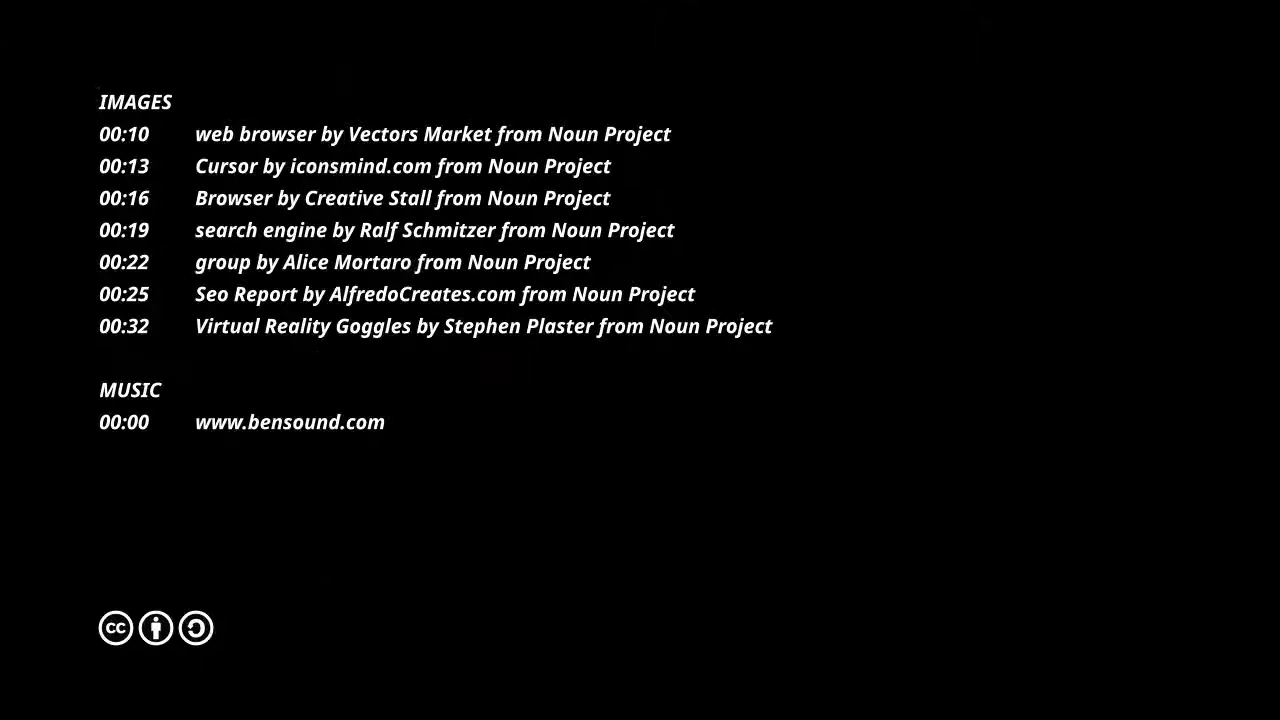 IMAGES
00:10 web browser by Vectors Market from Noun Project
00:13 Cursor by iconsmind.com from Noun Project
00:16 Browser by Creative Stall from Noun Project
00:19 search engine by Ralf Schmitzer from Noun Project
00:22 group by Alice Mortaro from Noun Project
00:25 Seo Report by AlfredoCreates.com from Noun Project
00:32 Virtual Reality Goggles by Stephen Plaster from Noun Project
MUSIC
00:00 www.bensound.com
cc